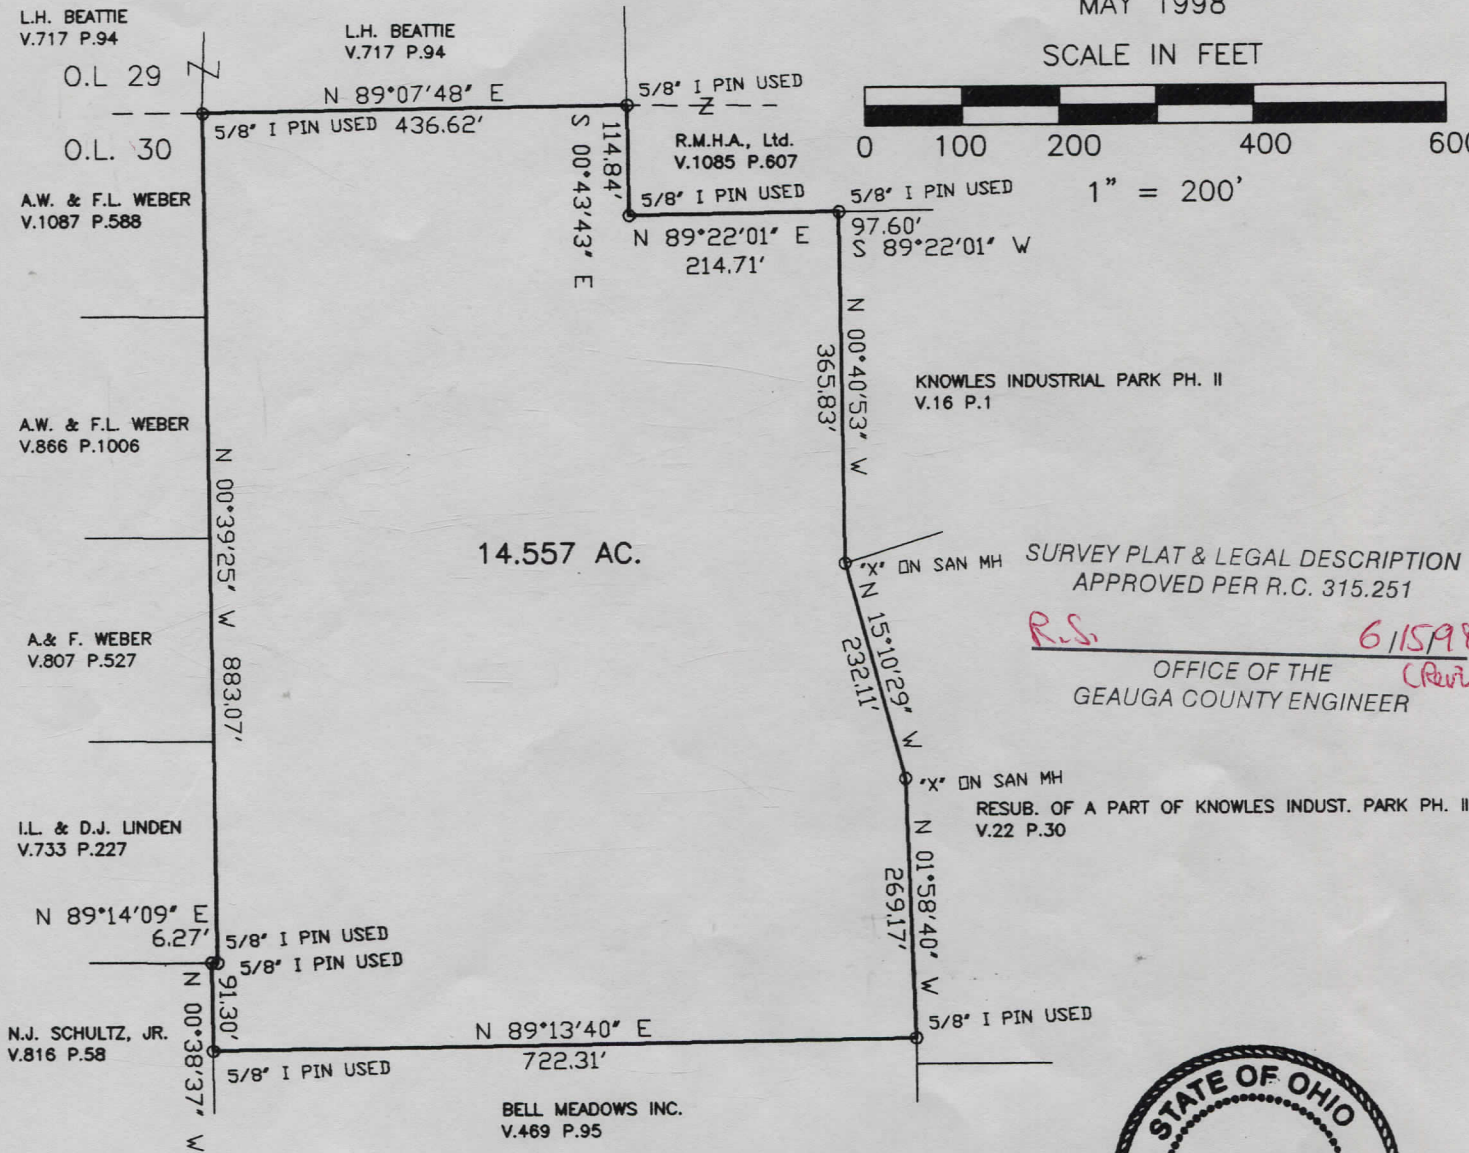 L.H. BEATTIE
V.717 P.94
O.L 29
O.L. 30
L.H. BEATTIE
V.717 P.94
MAY 1998
SCALE IN FEET
0 100 200 400
1" = 200'
N 89°07'48" E
5/8" I PIN USED 436.62'
5/8" I PIN USED
Z
Z
S 00°43'43" E
114.84'
R.M.H.A., Ltd.
V.1085 P.607
5/8" I PIN USED
5/8" I PIN USED
N 89°22'01" E
214.71'
97.60'
S 89°22'01" W
A.W. & F.L. WEBER
V.1087 P.588
N 00°40'53" W
365.83'
KNOWLES INDUSTRIAL PARK PH. II
V.16 P.1
A.W. & F.L. WEBER
V.866 P.1006
N 00°39'25" W 883.07'
14.557 AC.
"X" ON SAN MH
SURVEY PLAT & LEGAL DESCRIPTION
APPROVED PER R.C. 315.251
R.S. 6/15/98
OFFICE OF THE
GEAUGA COUNTY ENGINEER
N 15°10'29" W
232.11'
A.& F. WEBER
V.807 P.527
"X" ON SAN MH
RESUB. OF A PART OF KNOWLES INDUST. PARK PH. II
V.22 P.30
I.L. & D.J. LINDEN
V.733 P.227
N 01°58'40" W
269.17'
N 89°14'09" E
6.27'
5/8" I PIN USED
5/8" I PIN USED
N 00°38'37" W
91.30'
N.J. SCHULTZ, JR.
V.816 P.58
N 89°13'40" E
722.31'
5/8" I PIN USED
5/8" I PIN USED
BELL MEADOWS INC.
V.469 P.95
STATE OF OHIO